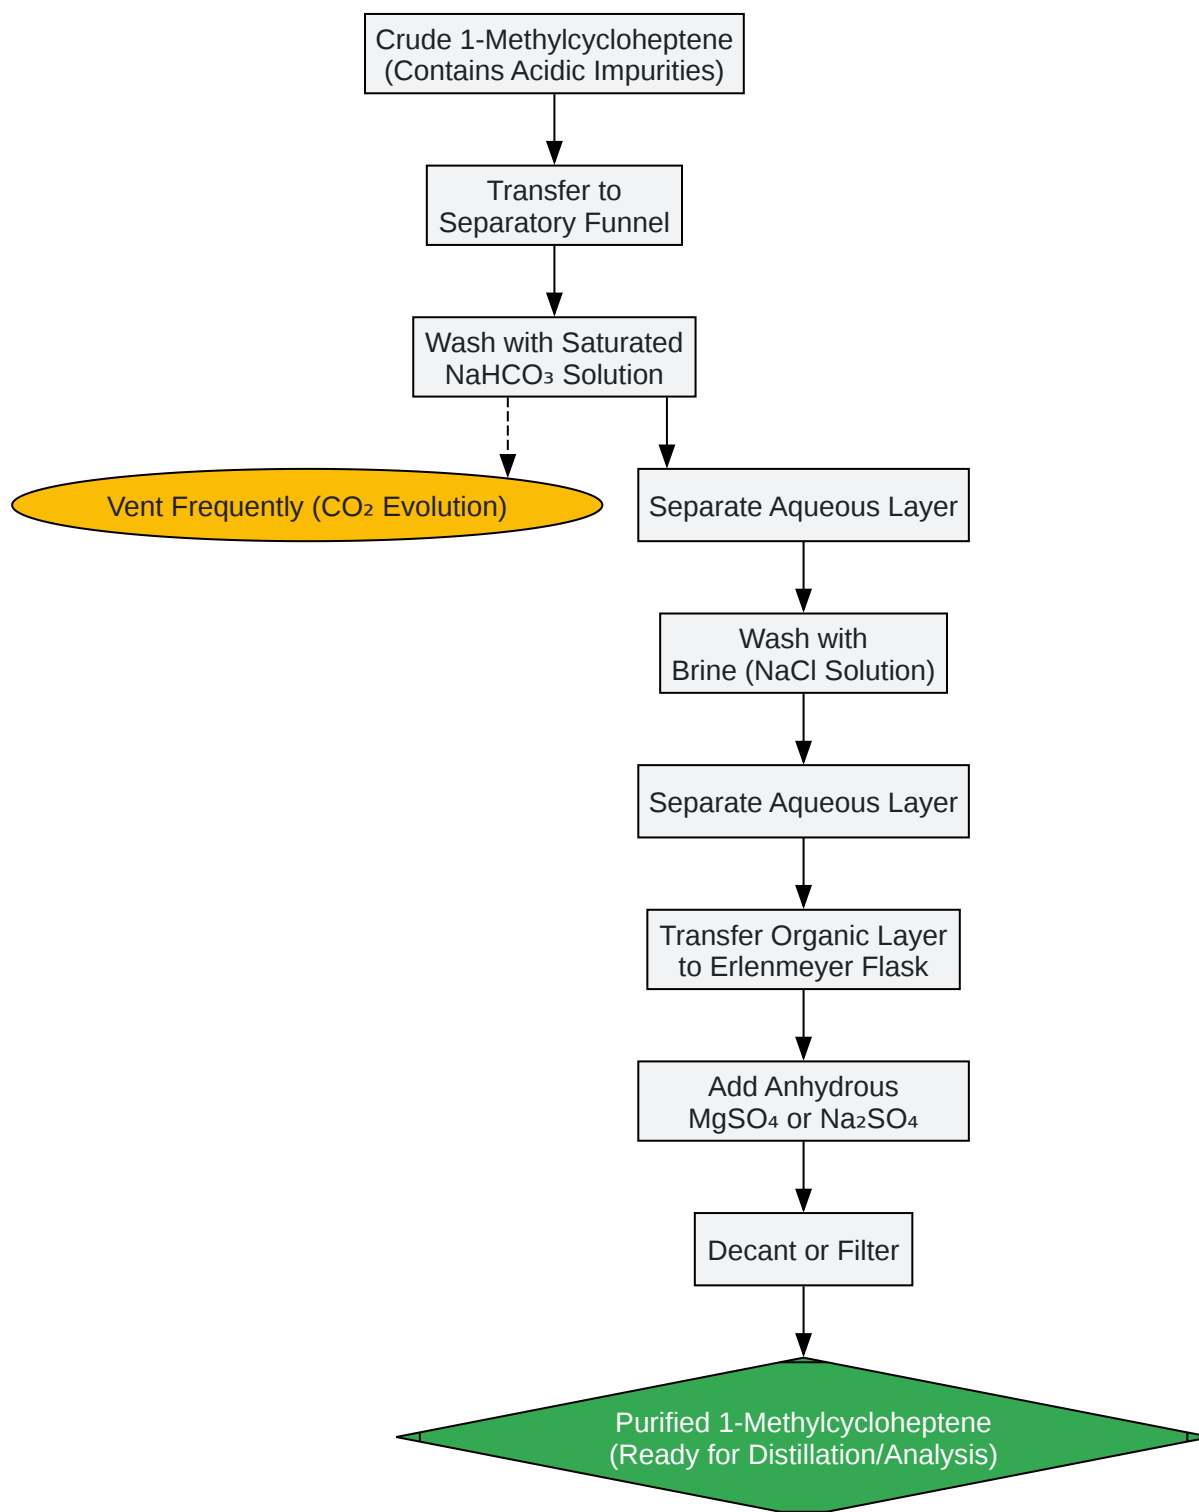 Crude 1-Methylcycloheptene
(Contains Acidic Impurities)
Transfer to
Separatory Funnel
Wash with Saturated
NaHCO₃ Solution
Vent Frequently (CO₂ Evolution)
Separate Aqueous Layer
Wash with
Brine (NaCl Solution)
Separate Aqueous Layer
Transfer Organic Layer
to Erlenmeyer Flask
Add Anhydrous
MgSO₄ or Na₂SO₄
Decant or Filter
Purified 1-Methylcycloheptene
(Ready for Distillation/Analysis)